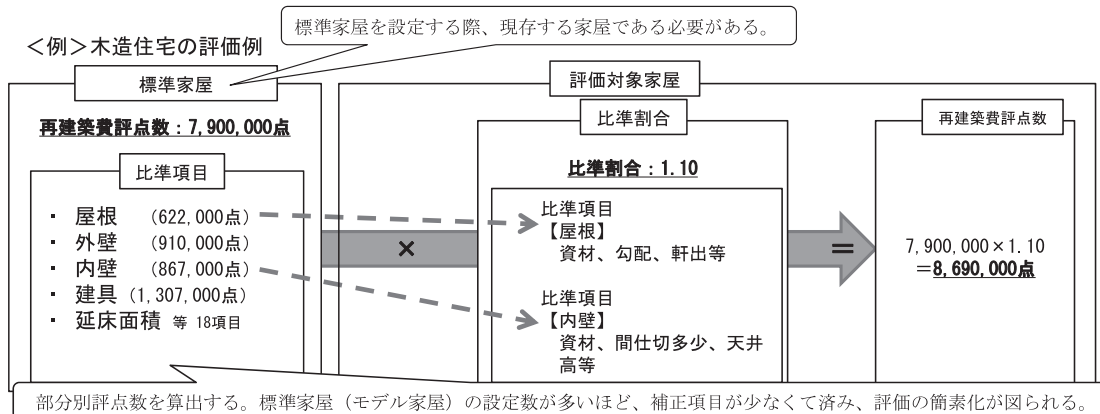 標準家屋を設定する際、現存する家屋である必要がある。
＜例＞木造住宅の評価例
標準家屋
再建築費評点数：7,900,000点
比準項目
・ 屋根 （622,000点）
・ 外壁 （910,000点）
・ 内壁 （867,000点）
・ 建具（1,307,000点）
・ 延床面積 等 18項目
×
評価対象家屋
比準割合
比準割合：1.10
比準項目
【屋根】
資材、勾配、軒出等
比準項目
【内壁】
資材、間仕切多少、天井
高等
＝
再建築費評点数
7,900,000×1.10
＝8,690,000点
部分別評点数を算出する。標準家屋（モデル家屋）の設定数が多いほど、補正項目が少なくて済み、評価の簡素化が図られる。